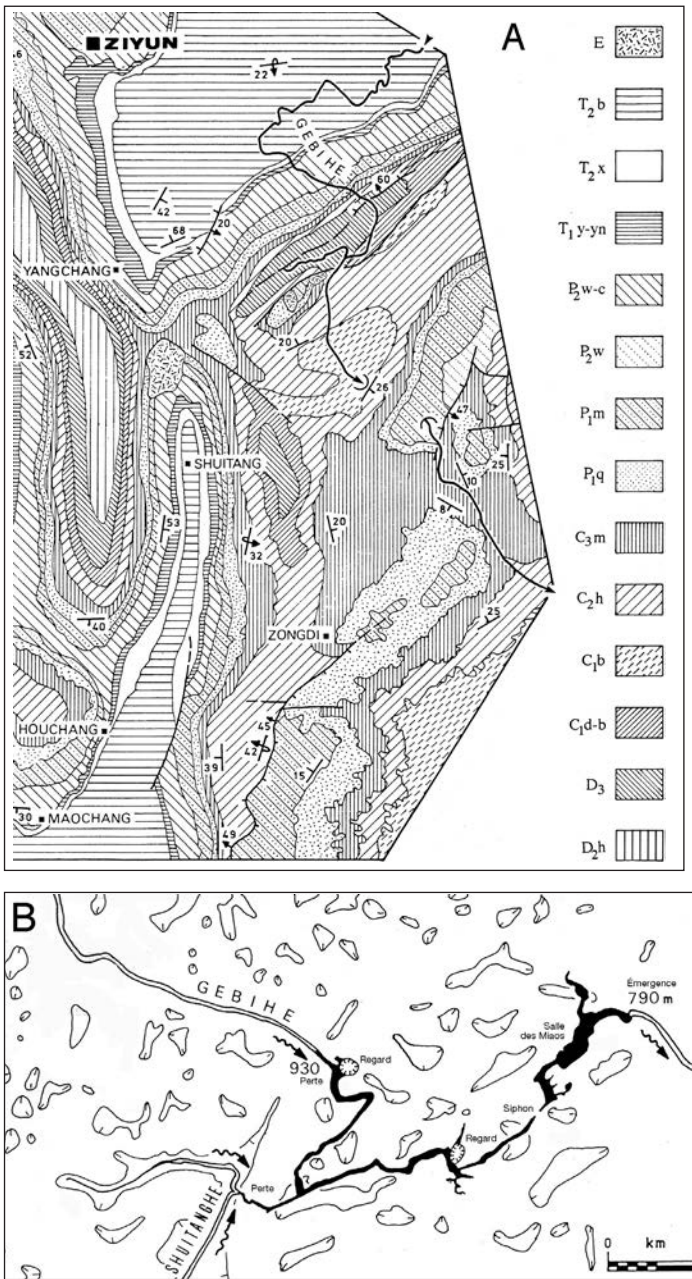 A
ZIYUN
46
22
GEBIHE
60
42
68
20
YANGCHANG
52
20
26
47
SHUITANG
10
25
53
8
32
20
40
ZONGDI
25
HOUCHANG
45
42
39
15
30
MAOCHANG
49
E
T₂b
T₂x
T₁y-yn
P₂w-c
P₂w
P₁m
P₁q
C₃m
C₂h
C₁b
C₁d-b
D₃
D₂h
B
GEBIHE
Émergence
790 m
Salle
des Miaos
Regard
930
Perte
Siphon
Regard
?
Perte
SHUITANGHE
0 km